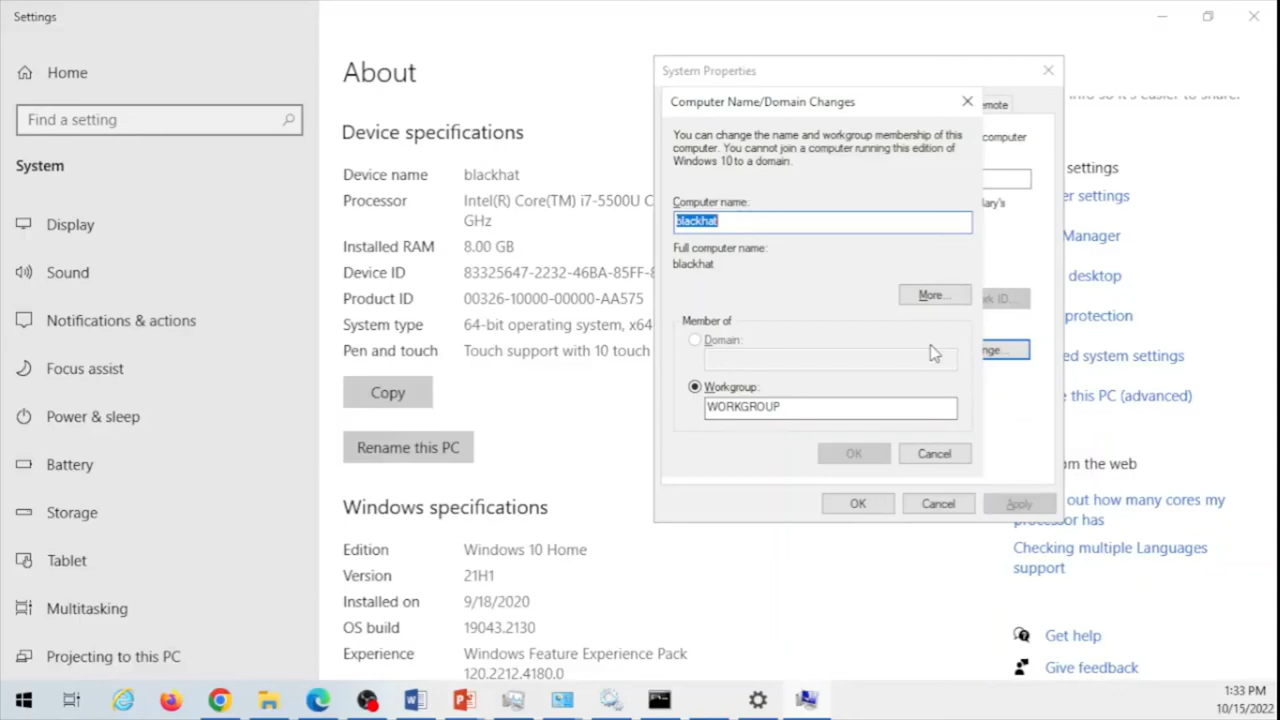 Settings
Home
Find a setting
System
Display
Sound
Notifications & actions
Focus assist
Power & sleep
Battery
Storage
Tablet
Multitasking
Projecting to this PC
About
Device specifications
Device name blackhat
Processor Intel(R) Core(TM) i7-5500U C
GHz
Installed RAM 8.00 GB
Device ID 83325647-2232-46BA-85FF-8
Product ID 00326-10000-00000-AA575
System type 64-bit operating system, x64
Pen and touch Touch support with 10 touch
Copy
Rename this PC
Windows specifications
Edition Windows 10 Home
Version 21H1
Installed on 9/18/2020
OS build 19043.2130
Experience Windows Feature Experience Pack
120.2212.4180.0
System Properties
Computer Name/Domain Changes
You can change the name and workgroup membership of this
computer. You cannot join a computer running this edition of
Windows 10 to a domain.
Computer name:
blackhat
Full computer name:
blackhat
More...
Member of
Domain:
Workgroup:
WORKGROUP
OK Cancel
emote
computer
ary's
rk ID...
nge...
OK Cancel Apply
settings
er settings
Manager
desktop
protection
ed system settings
e this PC (advanced)
m the web
out how many cores my
processor has
Checking multiple Languages
support
Get help
Give feedback
1:33 PM
10/15/2022